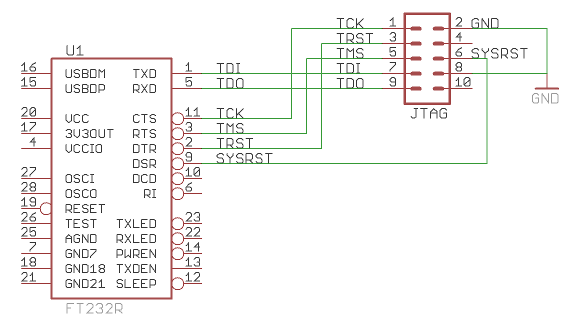 TCK 1 2 GND
TRST 3 4
TMS 5 6 SYSRST
TDI 7 8
TDO 9 10
JTAG
GND
U1
16 USBDM TXD 1 TDI
15 USBDP RXD 5 TDO
20 VCC CTS 11 TCK
17 3V3OUT RTS 3 TMS
4 VCCIO DTR 2 TRST
DSR 9 SYSRST
27 OSCI DCD 10
28 OSCO RI 6
19 RESET
26 TEST TXLED 23
25 AGND RXLED 22
7 GND7 PWREN 14
18 GND18 TXDEN 13
21 GND21 SLEEP 12
FT232R